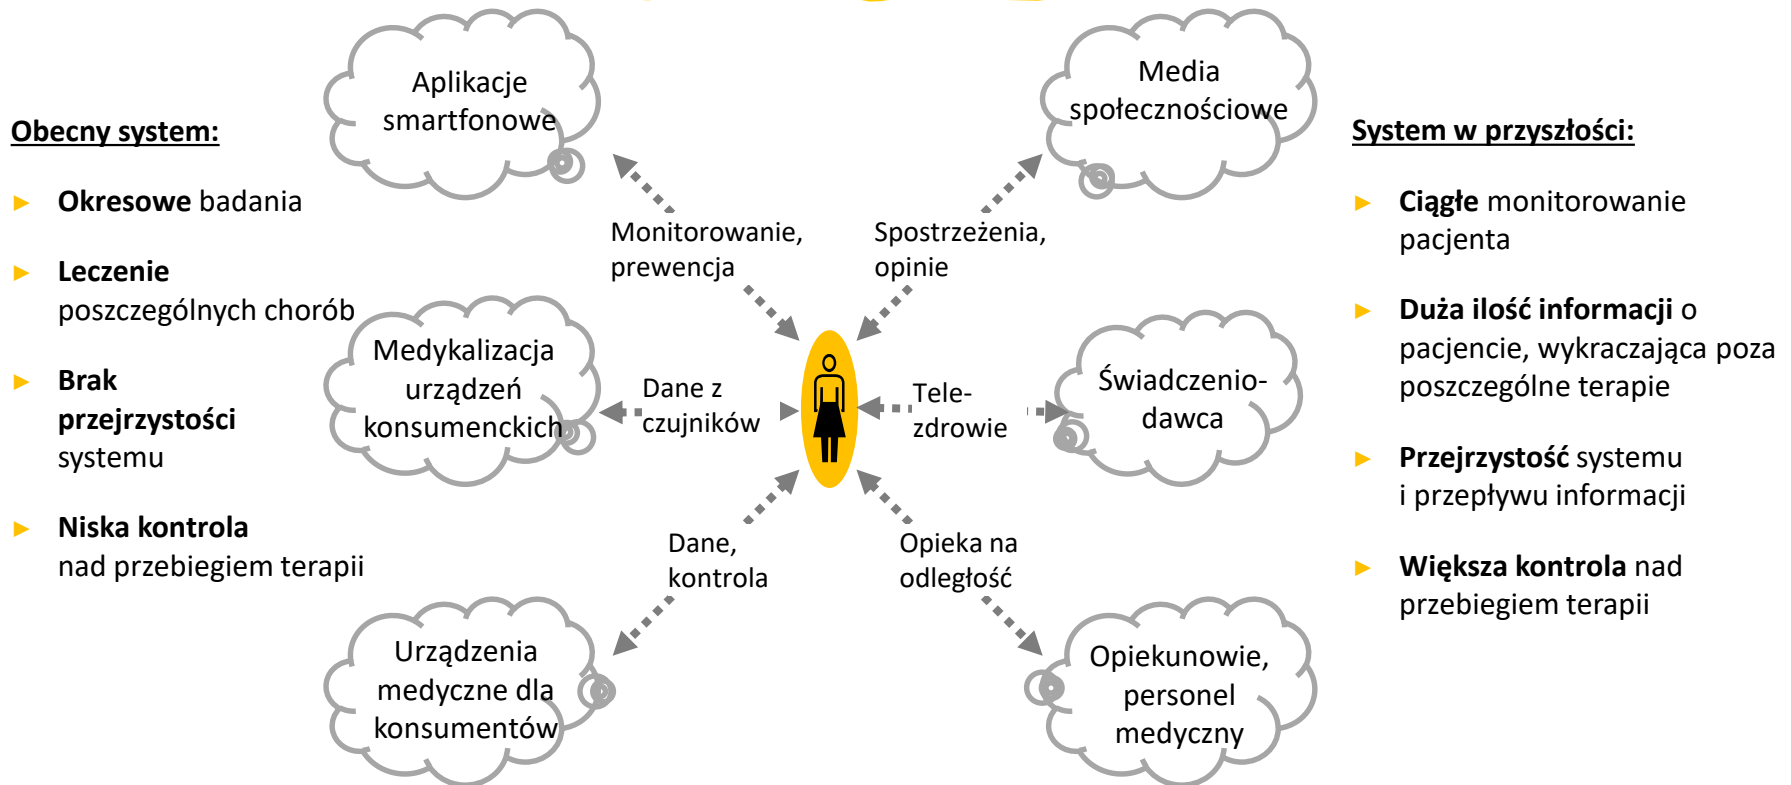 Obecny system:
► Okresowe badania
► Leczenie
poszczególnych chorób
► Brak
przejrzystości
systemu
► Niska kontrola
nad przebiegiem terapii
Aplikacje
smartfonowe
Monitorowanie,
prewencja
Medykalizacja
urządzeń
konsumenckich
Dane z
czujników
Dane,
kontrola
Urządzenia
medyczne dla
konsumentów
Media
społecznościowe
Spostrzeżenia,
opinie
Tele-
zdrowie
Świadczenio-
dawca
Opieka na
odległość
Opiekunowie,
personel
medyczny
System w przyszłości:
► Ciągłe monitorowanie
pacjenta
► Duża ilość informacji o
pacjencie, wykraczająca poza
poszczególne terapie
► Przejrzystość systemu
i przepływu informacji
► Większa kontrola nad
przebiegiem terapii